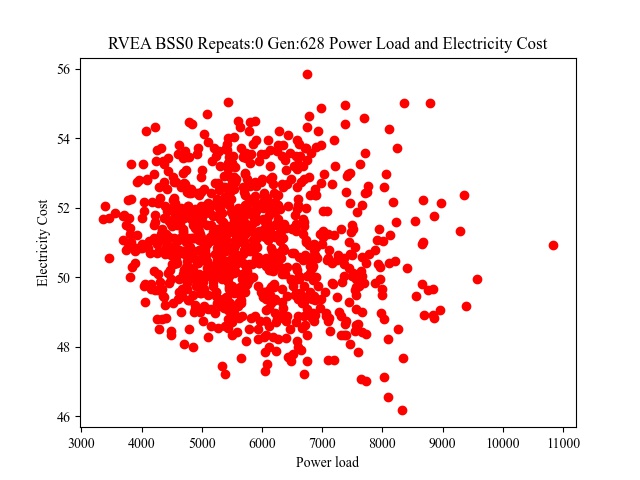 RVEA BSS0 Repeats:0 Gen:628 Power Load and Electricity Cost
56
54
52
50
48
46
Electricity Cost
3000 4000 5000 6000 7000 8000 9000 10000 11000
Power load